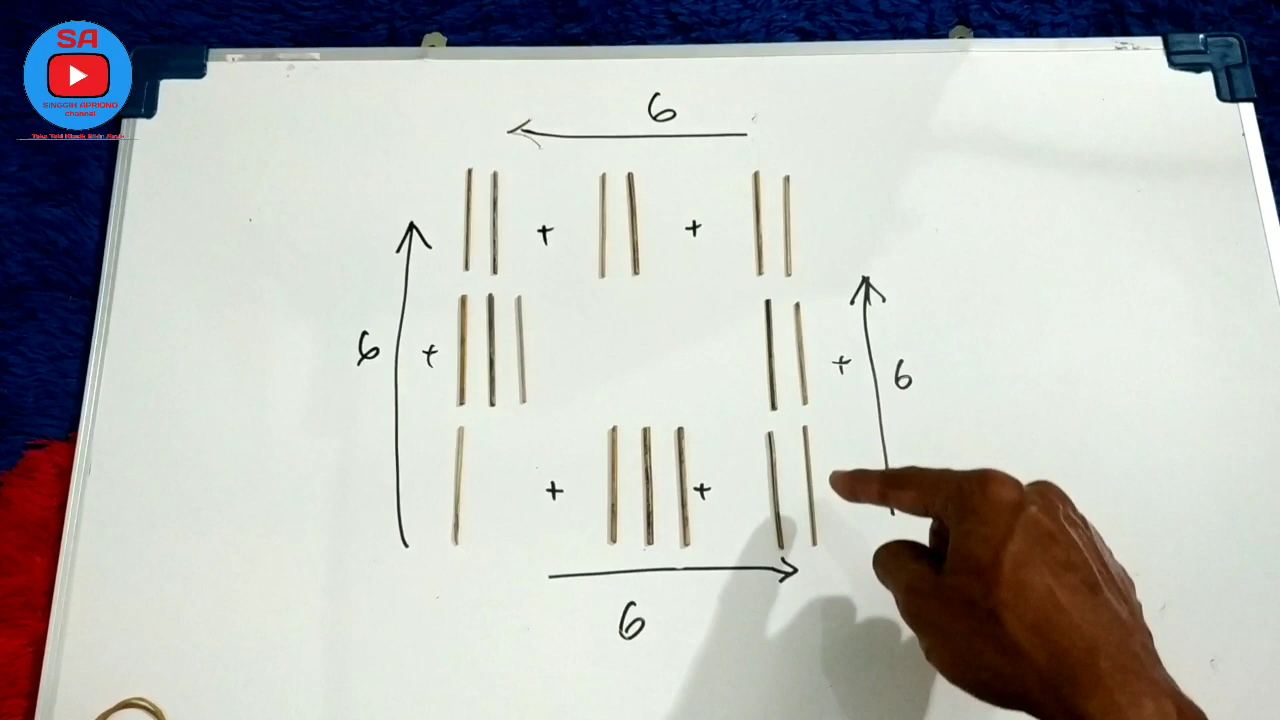 SA
SINGGIH APRIONO
channel
6
+ +
6 + + 6
+ +
6